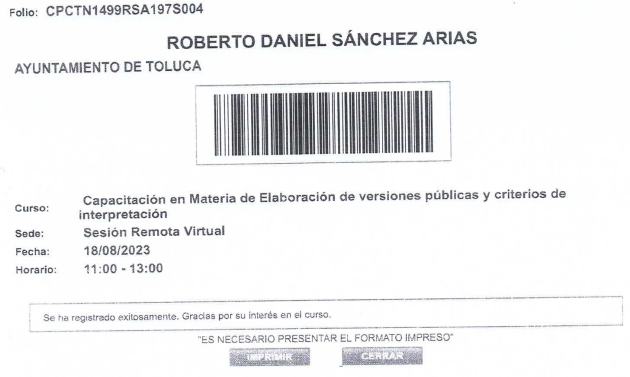 Folio: CPCTN1499RSA197S004
ROBERTO DANIEL SÁNCHEZ ARIAS
AYUNTAMIENTO DE TOLUCA
Curso: Capacitación en Materia de Elaboración de versiones públicas y criterios de
interpretación
Sede: Sesión Remota Virtual
Fecha: 18/08/2023
Horario: 11:00 - 13:00
Se ha registrado exitosamente. Gracias por su interés en el curso.
"ES NECESARIO PRESENTAR EL FORMATO IMPRESO"
IMPRIMIR CERRAR